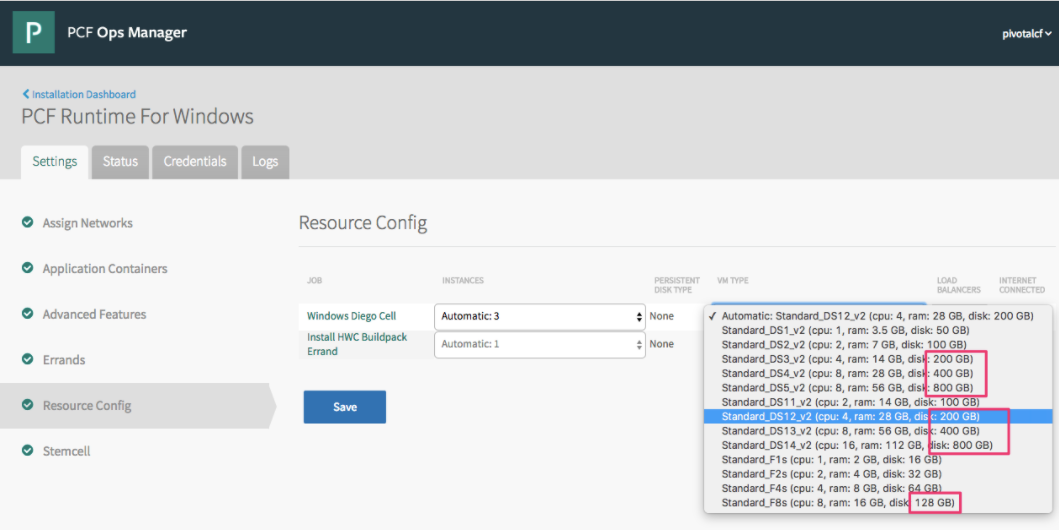 P
PCF Ops Manager
pivotalcf
Installation Dashboard
PCF Runtime For Windows
Settings
Status
Credentials
Logs
Assign Networks
Application Containers
Advanced Features
Errands
Resource Config
Stemcell
Resource Config
JOB
INSTANCES
PERSISTENT
DISK TYPE
VM TYPE
LOAD
BALANCERS
INTERNET
CONNECTED
Windows Diego Cell
Automatic: 3
None
Install HWC Buildpack
Errand
Automatic: 1
None
Save
✓ Automatic: Standard_DS12_v2 (cpu: 4, ram: 28 GB, disk: 200 GB)
Standard_DS1_v2 (cpu: 1, ram: 3.5 GB, disk: 50 GB)
Standard_DS2_v2 (cpu: 2, ram: 7 GB, disk: 100 GB)
Standard_DS3_v2 (cpu: 4, ram: 14 GB, disk: 200 GB)
Standard_DS4_v2 (cpu: 8, ram: 28 GB, disk: 400 GB)
Standard_DS5_v2 (cpu: 8, ram: 56 GB, disk: 800 GB)
Standard_DS11_v2 (cpu: 2, ram: 14 GB, disk: 100 GB)
Standard_DS12_v2 (cpu: 4, ram: 28 GB, disk: 200 GB)
Standard_DS13_v2 (cpu: 8, ram: 56 GB, disk: 400 GB)
Standard_DS14_v2 (cpu: 16, ram: 112 GB, disk: 800 GB)
Standard_F1s (cpu: 1, ram: 2 GB, disk: 16 GB)
Standard_F2s (cpu: 2, ram: 4 GB, disk: 32 GB)
Standard_F4s (cpu: 4, ram: 8 GB, disk: 64 GB)
Standard_F8s (cpu: 8, ram: 16 GB, disk: 128 GB)